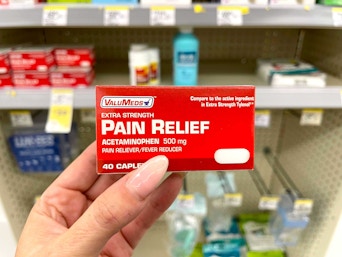 VALUMEDS
Compare to the active ingredient
in Extra Strength Tylenol®
EXTRA STRENGTH
PAIN RELIEF
ACETAMINOPHEN 500 mg
PAIN RELIEVER/FEVER REDUCER
40 CAPLE